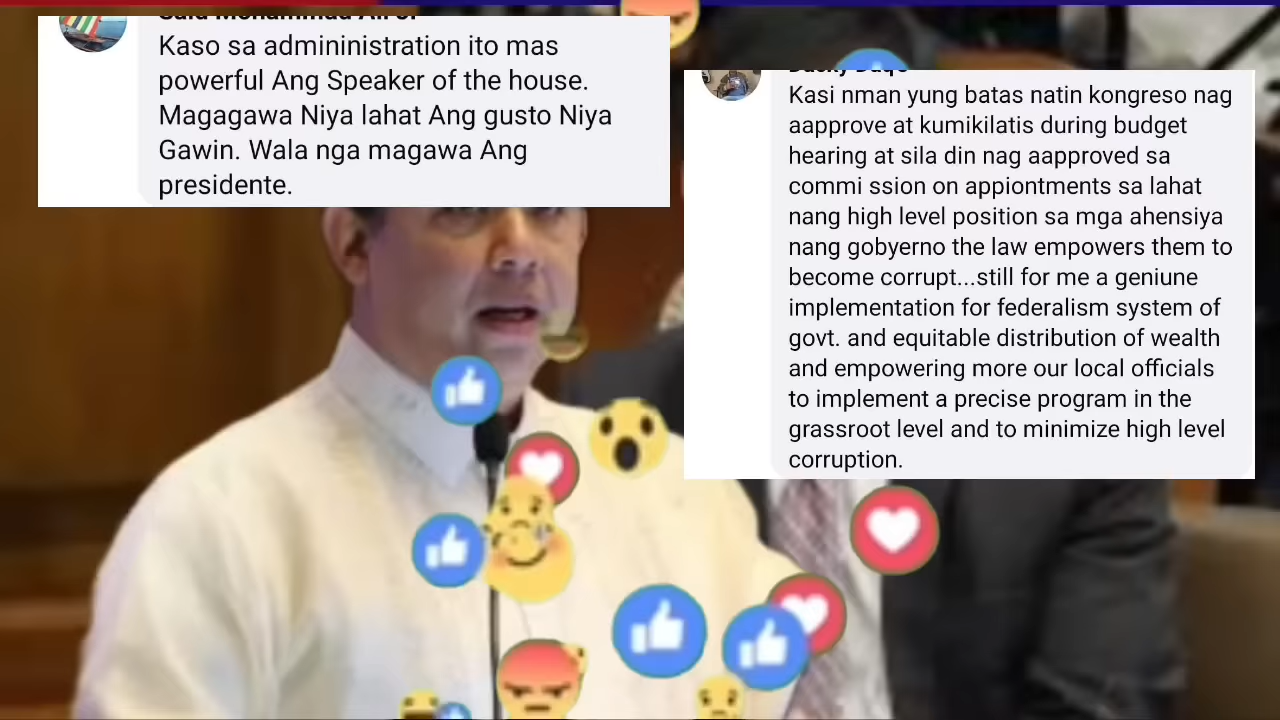 Kaso sa admininistration ito mas
powerful Ang Speaker of the house.
Magagawa Niya lahat Ang gusto Niya
Gawin. Wala nga magawa Ang
presidente.
Kasi nman yung batas natin kongreso nag
aapprove at kumikilatis during budget
hearing at sila din nag aapproved sa
commi ssion on appiontments sa lahat
nang high level position sa mga ahensiya
nang gobyerno the law empowers them to
become corrupt...still for me a geniune
implementation for federalism system of
govt. and equitable distribution of wealth
and empowering more our local officials
to implement a precise program in the
grassroot level and to minimize high level
corruption.